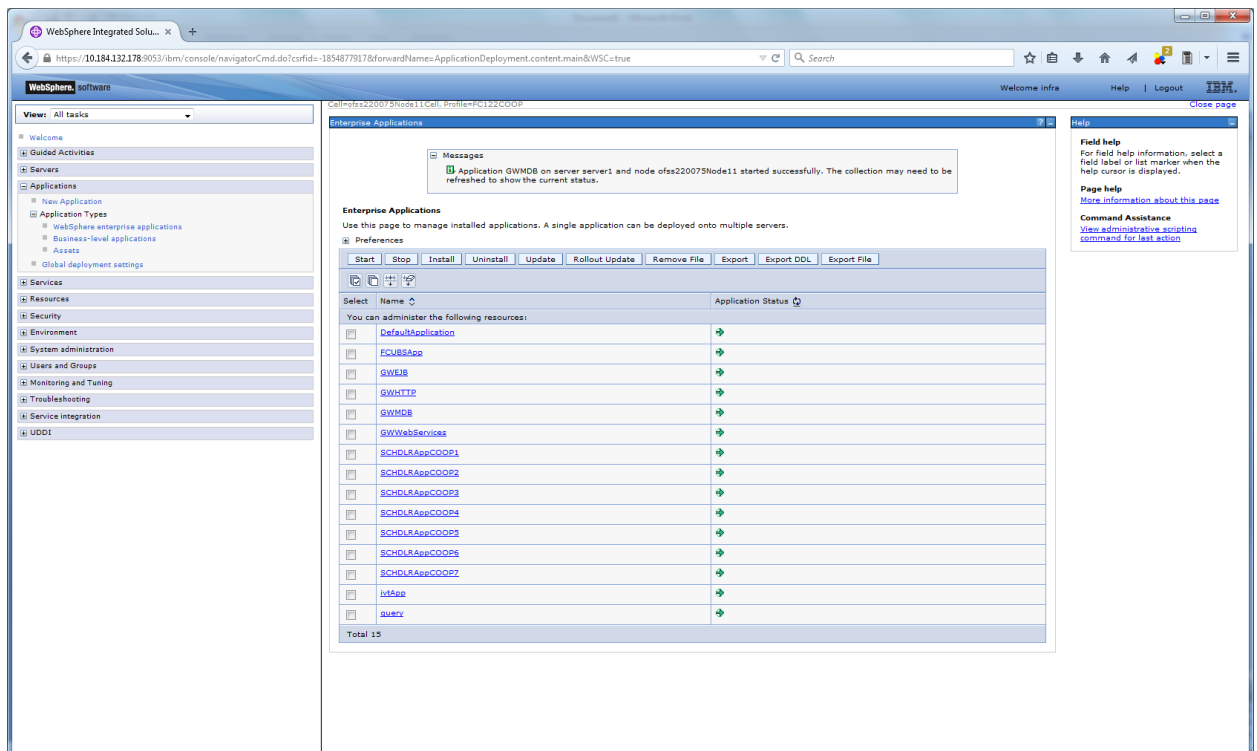 WebSphere Integrated Solu... × +
https://10.184.132.178:9053/ibm/console/navigatorCmd.do?csrfid=-1854877917&forwardName=ApplicationDeployment.content.main&WSC=true
Search
2
WebSphere. software
Welcome infra
Help | Logout
IBM.
View: All tasks
Welcome
Guided Activities
Servers
Applications
New Application
Application Types
WebSphere enterprise applications
Business-level applications
Assets
Global deployment settings
Services
Resources
Security
Environment
System administration
Users and Groups
Monitoring and Tuning
Troubleshooting
Service integration
UDDI
Cell=ofss220075Node11Cell, Profile=FC122COOP
Close page
Enterprise Applications
? -
Messages
Application GWMDB on server server1 and node ofss220075Node11 started successfully. The collection may need to be
refreshed to show the current status.
Enterprise Applications
Use this page to manage installed applications. A single application can be deployed onto multiple servers.
Preferences
Start Stop Install Uninstall Update Rollout Update Remove File Export Export DDL Export File
Select Name Application Status
You can administer the following resources:
DefaultApplication
FCUBSApp
GWEJB
GWHTTP
GWMDB
GWWebServices
SCHDLRAppCOOP1
SCHDLRAppCOOP2
SCHDLRAppCOOP3
SCHDLRAppCOOP4
SCHDLRAppCOOP5
SCHDLRAppCOOP6
SCHDLRAppCOOP7
ivtApp
query
Total 15
Help
Field help
For field help information, select a
field label or list marker when the
help cursor is displayed.
Page help
More information about this page
Command Assistance
View administrative scripting
command for last action